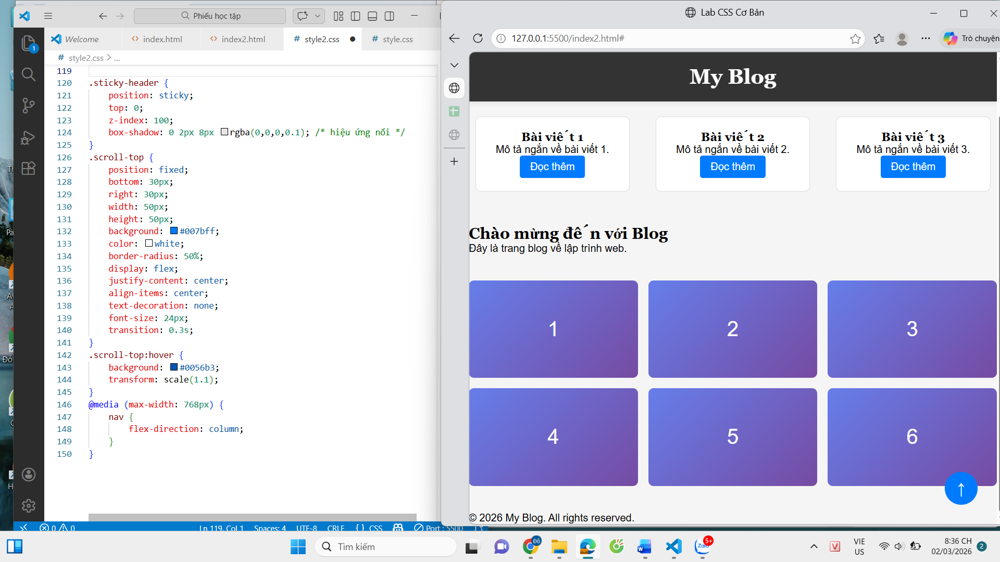 Phiếu học tập
Welcome
index.html
index2.html
# style2.css
# style.css
# style2.css > ...
119
120 .sticky-header {
121 position: sticky;
122 top: 0;
123 z-index: 100;
124 box-shadow: 0 2px 8px rgba(0,0,0,0.1); /* hiệu ứng nổi */
125 }
126 .scroll-top {
127 position: fixed;
128 bottom: 30px;
129 right: 30px;
130 width: 50px;
131 height: 50px;
132 background: #007bff;
133 color: white;
134 border-radius: 50%;
135 display: flex;
136 justify-content: center;
137 align-items: center;
138 text-decoration: none;
139 font-size: 24px;
140 transition: 0.3s;
141 }
142 .scroll-top:hover {
143 background: #0056b3;
144 transform: scale(1.1);
145 }
146 @media (max-width: 768px) {
147 nav {
148 flex-direction: column;
149 }
150 }
1
0 0 Ln 119, Col 1 Spaces: 4 UTF-8 CRLF {} CSS Port : 5500
Lab CSS Cơ Bản
127.0.0.1:5500/index2.html#
Trò chuyện
My Blog
Bài viết 1
Mô tả ngắn về bài viết 1.
Đọc thêm
Bài viết 2
Mô tả ngắn về bài viết 2.
Đọc thêm
Bài viết 3
Mô tả ngắn về bài viết 3.
Đọc thêm
Chào mừng đến với Blog
Đây là trang blog về lập trình web.
1
2
3
4
5
6
↑
© 2026 My Blog. All rights reserved.
Tìm kiếm
Đỗ
Zalo
5+
VIE
US
8:36 CH
02/03/2026
2